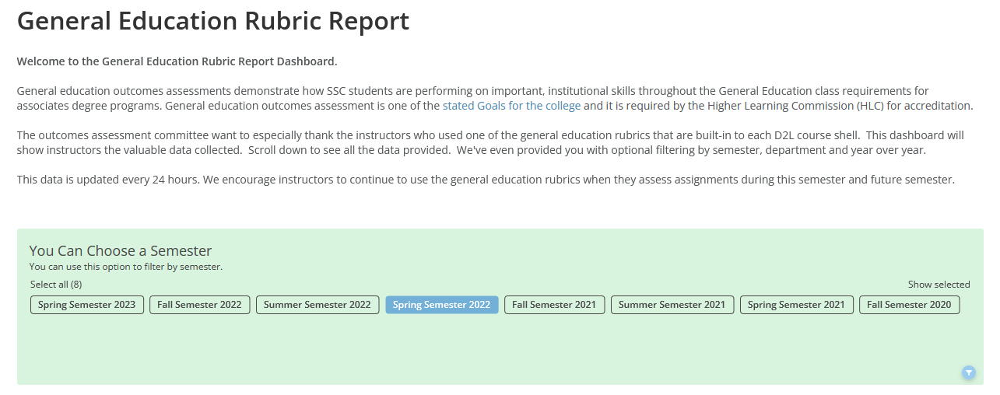 General Education Rubric Report
Welcome to the General Education Rubric Report Dashboard.
General education outcomes assessments demonstrate how SSC students are performing on important, institutional skills throughout the General Education class requirements for
associates degree programs. General education outcomes assessment is one of the stated Goals for the college and it is required by the Higher Learning Commission (HLC) for accreditation.
The outcomes assessment committee want to especially thank the instructors who used one of the general education rubrics that are built-in to each D2L course shell.  This dashboard will
show instructors the valuable data collected.  Scroll down to see all the data provided.  We've even provided you with optional filtering by semester, department and year over year.
This data is updated every 24 hours. We encourage instructors to continue to use the general education rubrics when they assess assignments during this semester and future semester.
You Can Choose a Semester
You can use this option to filter by semester.
Select all (8) Show selected
Spring Semester 2023 Fall Semester 2022 Summer Semester 2022 Spring Semester 2022 Fall Semester 2021 Summer Semester 2021 Spring Semester 2021 Fall Semester 2020